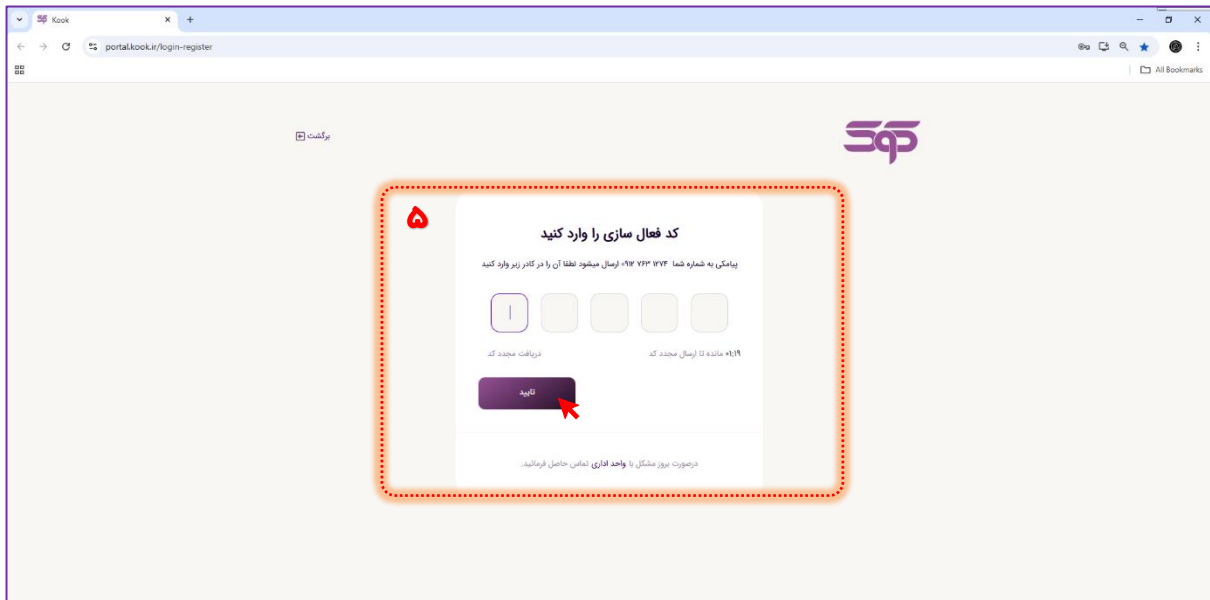 Kook
portal.kook.ir/login-register
All Bookmarks
کوک
برگشت
۵
کد فعال سازی را وارد کنید
پیامکی به شماره شما ۰۹۱۲ ۷۶۳ ۱۲۷۴ ارسال میشود لطفا آن را در کادر زیر وارد کنید
۰۱:۱۹ مانده تا ارسال مجدد کد
دریافت مجدد کد
تایید
درصورت بروز مشکل با واحد اداری تماس حاصل فرمائید.